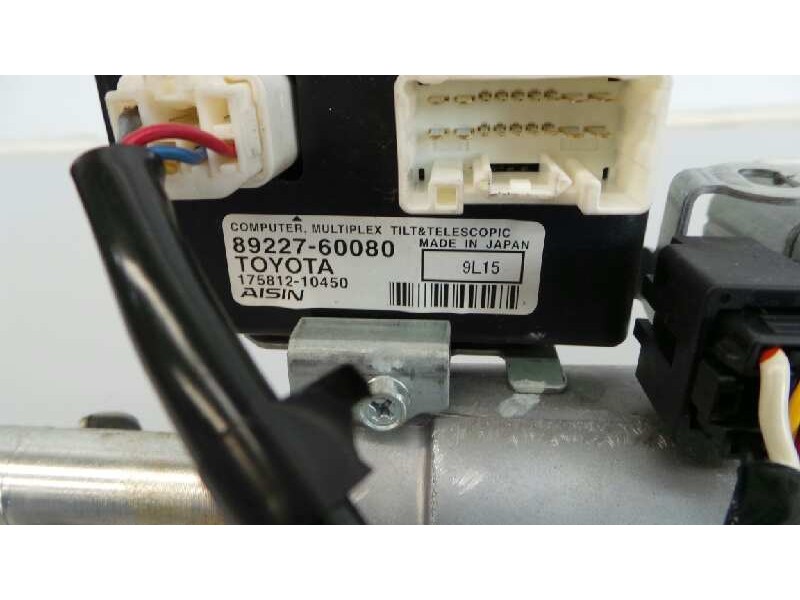 COMPUTER, MULTIPLEX TILT&TELESCOPIC
89227-60080
MADE IN JAPAN
TOYOTA
9L15
175812-10450
AISIN